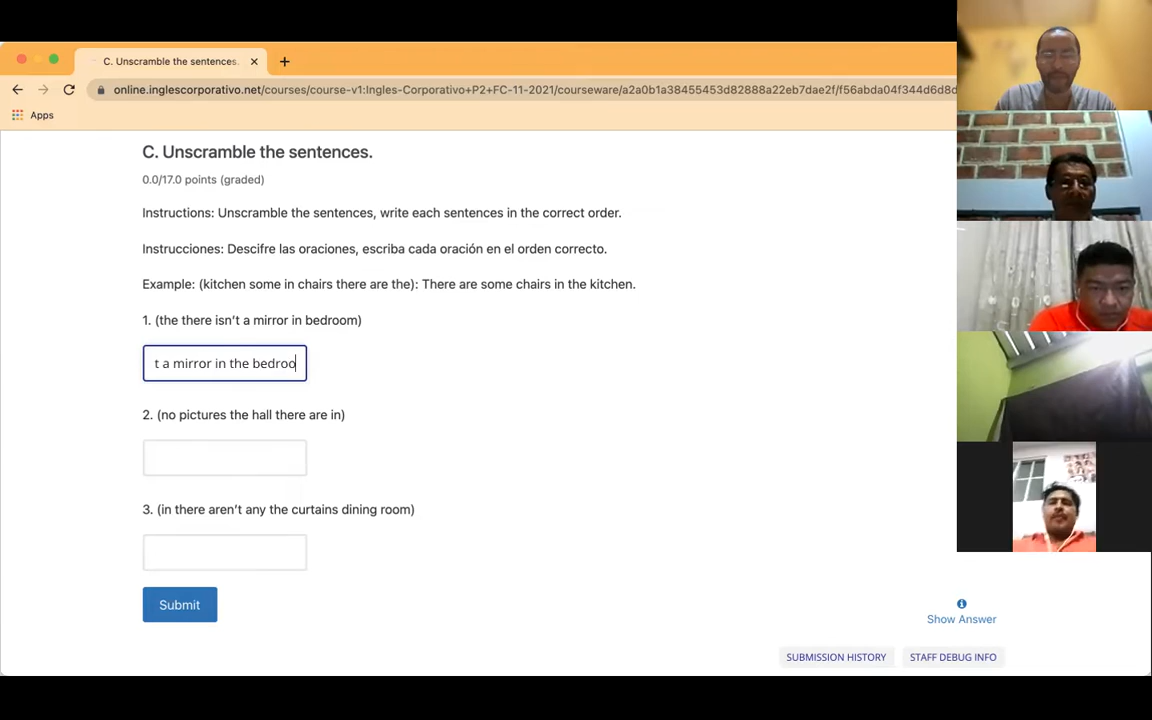 C. Unscramble the sentences.
online.inglescorporativo.net/courses/course-v1:Ingles-Corporativo+P2+FC-11-2021/courseware/a2a0b1a38455453d82888a22eb7dae2f/f56abda04f344d6d8d
Apps
C. Unscramble the sentences.
0.0/17.0 points (graded)
Instructions: Unscramble the sentences, write each sentences in the correct order.
Instrucciones: Descifre las oraciones, escriba cada oración en el orden correcto.
Example: (kitchen some in chairs there are the): There are some chairs in the kitchen.
1. (the there isn't a mirror in bedroom)
t a mirror in the bedroo
2. (no pictures the hall there are in)
3. (in there aren't any the curtains dining room)
Submit
Show Answer
SUBMISSION HISTORY
STAFF DEBUG INFO